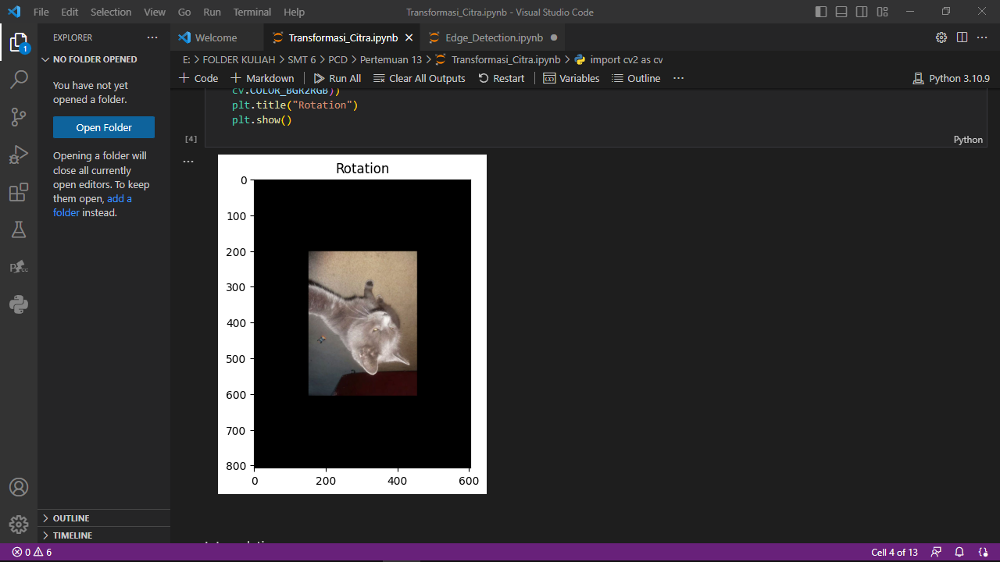 File Edit Selection View Go Run Terminal Help
Transformasi_Citra.ipynb - Visual Studio Code
EXPLORER
NO FOLDER OPENED
You have not yet
opened a folder.
Open Folder
Opening a folder will
close all currently
open editors. To keep
them open, add a
folder instead.
OUTLINE
TIMELINE
1
Welcome
Transformasi_Citra.ipynb
Edge_Detection.ipynb
E: > FOLDER KULIAH > SMT 6 > PCD > Pertemuan 13 > Transformasi_Citra.ipynb > import cv2 as cv
+ Code + Markdown Run All Clear All Outputs Restart Variables Outline ...
Python 3.10.9
cv.COLOR_BGR2RGB))
plt.title("Rotation")
plt.show()
[4]
Python
Rotation
0
100
200
300
400
500
600
700
800
0 200 400 600
0 6
Cell 4 of 13